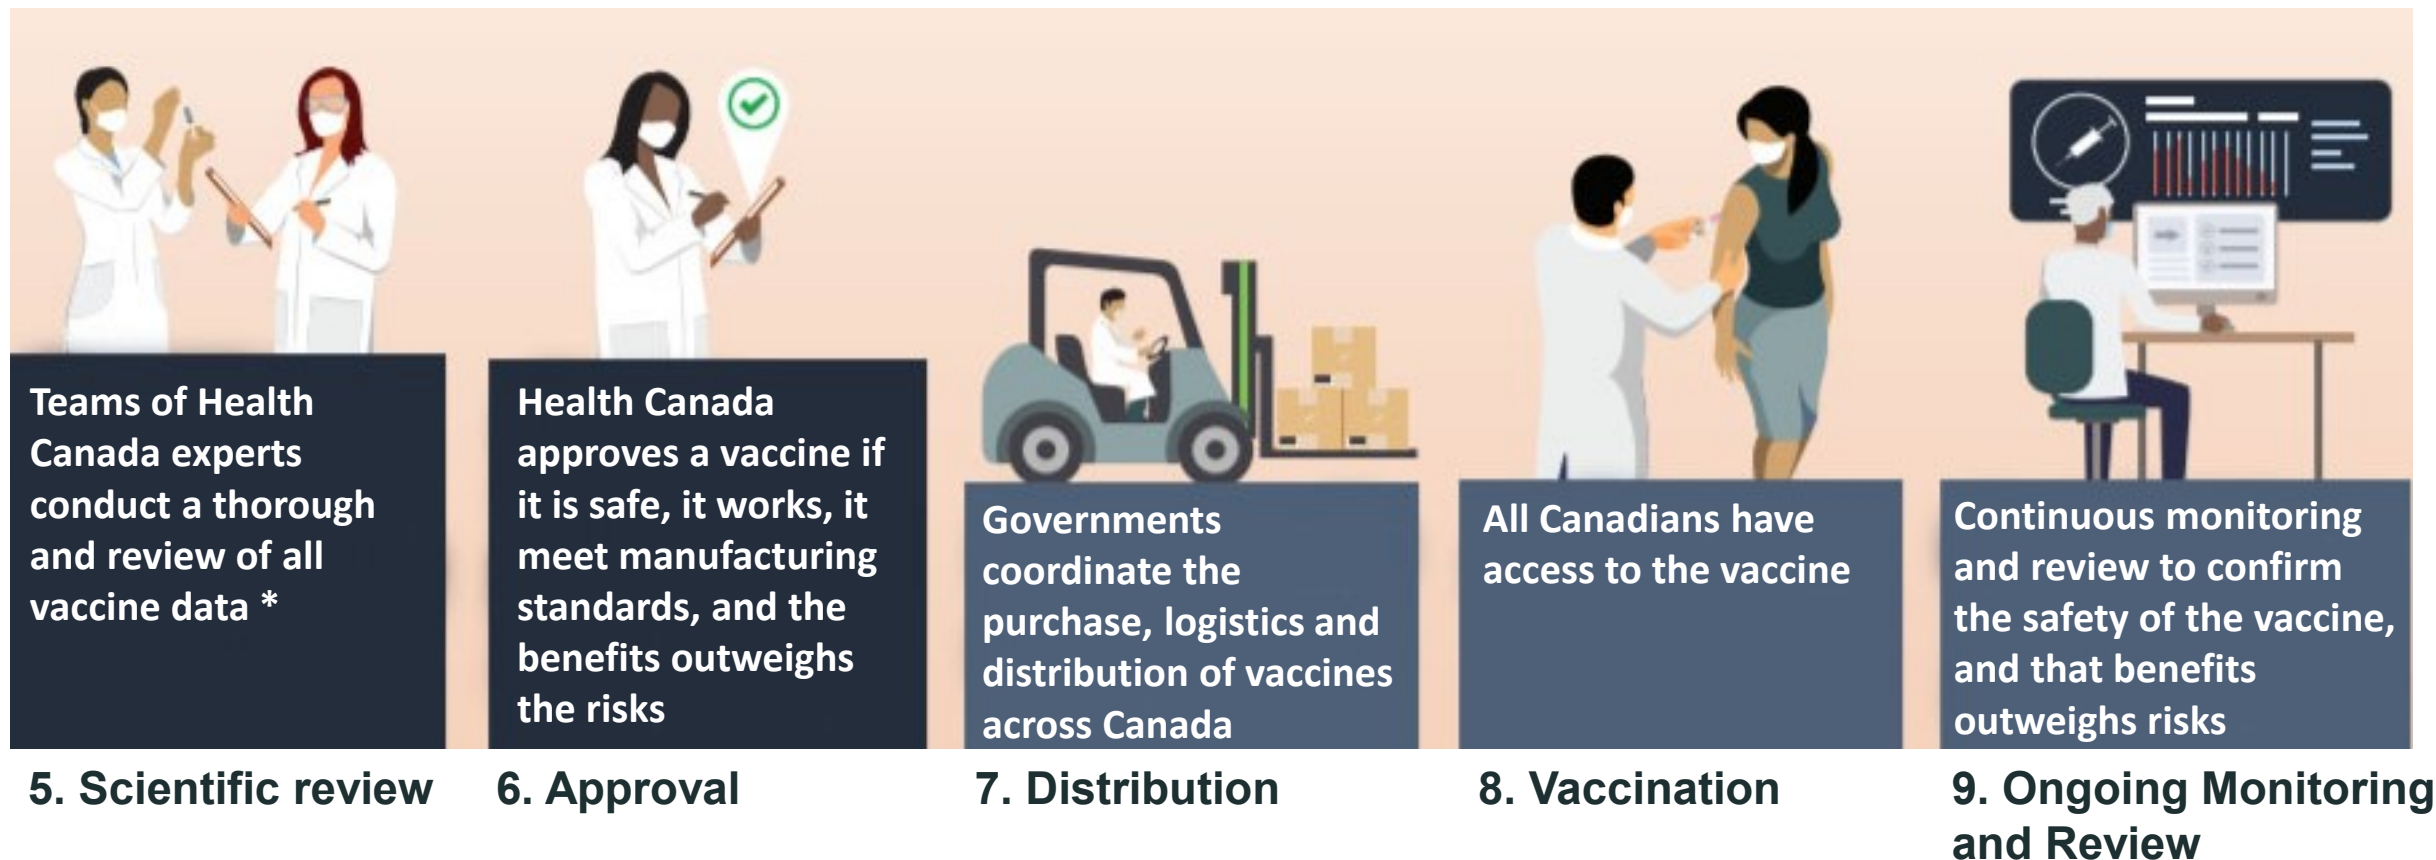 Teams of Health
Canada experts
conduct a thorough
and review of all
vaccine data *
Health Canada
approves a vaccine if
it is safe, it works, it
meet manufacturing
standards, and the
benefits outweighs
the risks
Governments
coordinate the
purchase, logistics and
distribution of vaccines
across Canada
All Canadians have
access to the vaccine
Continuous monitoring
and review to confirm
the safety of the vaccine,
and that benefits
outweighs risks
5. Scientific review
6. Approval
7. Distribution
8. Vaccination
9. Ongoing Monitoring
and Review